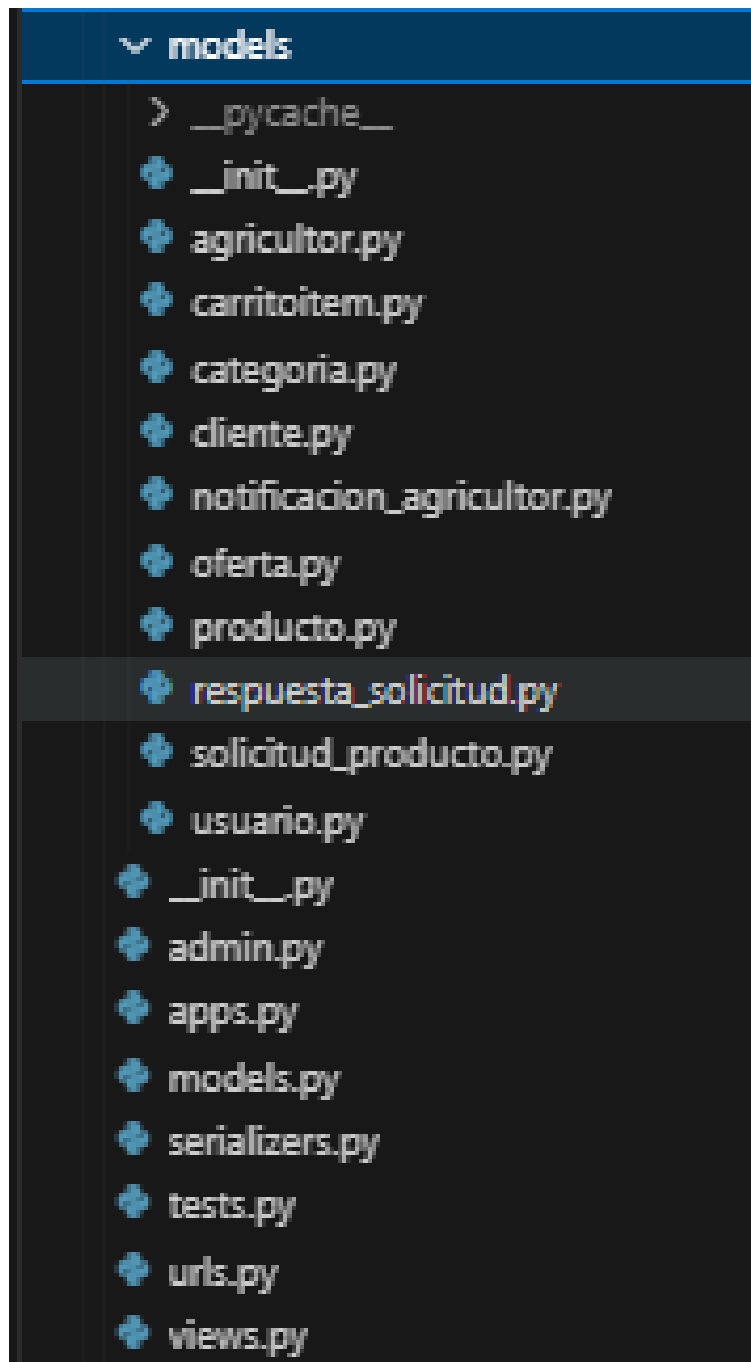 models
__pycache__
__init__.py
agricultor.py
carritoitem.py
categoria.py
cliente.py
notificacion_agricultor.py
oferta.py
producto.py
respuesta_solicitud.py
solicitud_producto.py
usuario.py
__init__.py
admin.py
apps.py
models.py
serializers.py
tests.py
urls.py
views.py